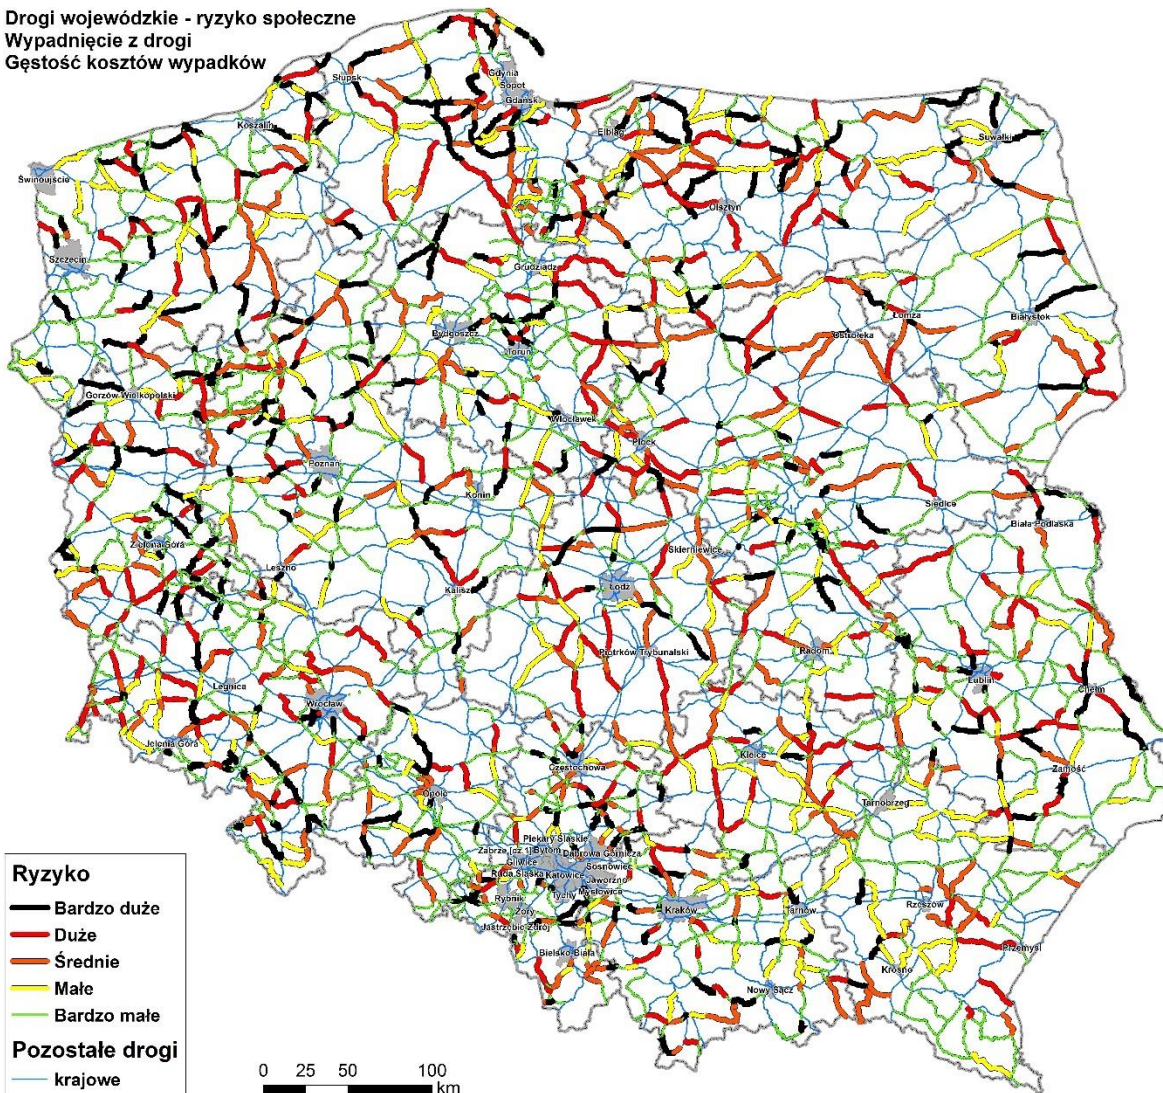 Drogi wojewódzkie - ryzyko społeczne
Wypadnięcie z drogi
Gęstość kosztów wypadków
Gdynia
Słupsk
Sopot
Gdańsk
Koszalin
Elbląg
Suwałki
Świnoujście
Olsztyn
Szczecin
Grudziądz
Łomża
Białystok
Bydgoszcz
Ostrołęka
Toruń
Gorzów Wielkopolski
Włocławek
Płock
Poznań
Konin
Siedlce
Biała Podlaska
Zielona Góra
Skierniewice
Leszno
Łódź
Kalisz
Piotrków Trybunalski
Radom
Lublin
Legnica
Chełm
Wrocław
Jelenia Góra
Kielce
Częstochowa
Zamość
Opole
Tarnobrzeg
Piekary Śląskie
Zabrze [cz.1]
Bytom
Dąbrowa Górnicza
Gliwice
Sosnowiec
Ruda Śląska
Katowice
Jaworzno
Tychy
Mysłowice
Rybnik
Żory
Kraków
Tarnów
Rzeszów
Jastrzębie-Zdrój
Przemyśl
Bielsko-Biała
Krosno
Nowy Sącz
Ryzyko
Bardzo duże
Duże
Średnie
Małe
Bardzo małe
Pozostałe drogi
krajowe
0 25 50 100
km